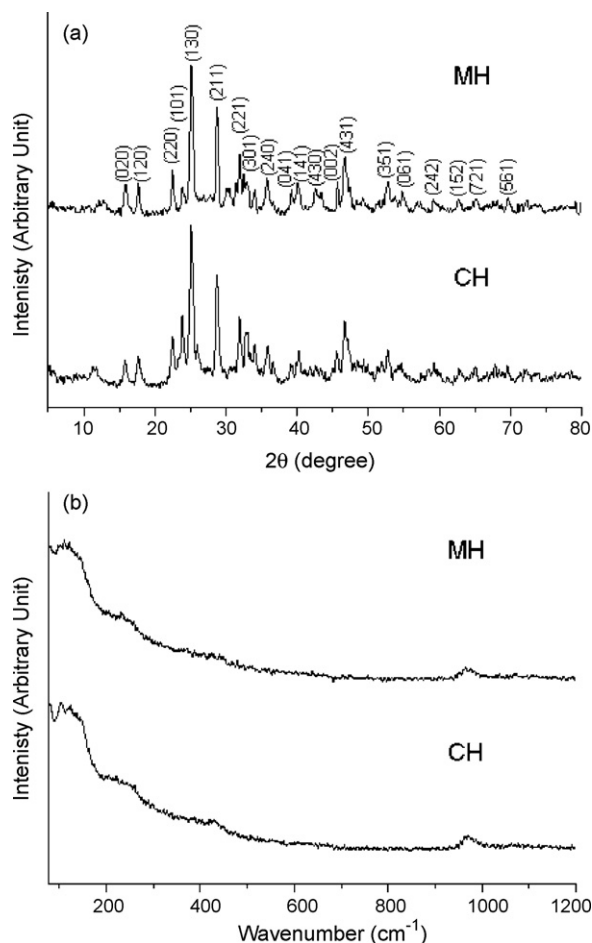 (a)
MH
(020)
(120)
(220)
(101)
(130)
(211)
(221)
(301)
(240)
(041)
(141)
(430)
(002)
(431)
(351)
(061)
(242)
(152)
(721)
(561)
CH
Intenisty (Arbitrary Unit)
10 20 30 40 50 60 70 80
2θ (degree)
(b)
MH
CH
Intenisty (Arbitrary Unit)
200 400 600 800 1000 1200
Wavenumber (cm⁻¹)